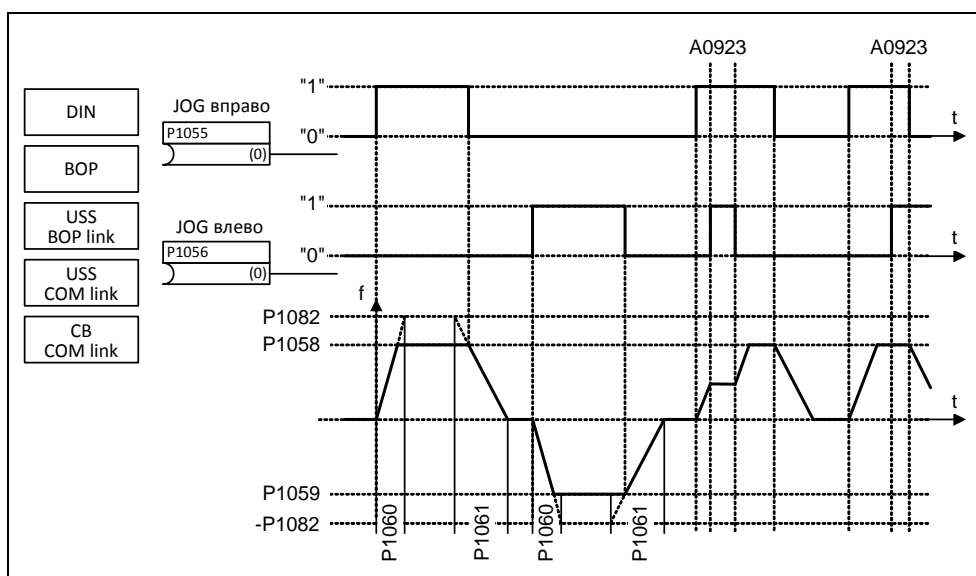 A0923 A0923
DIN
BOP
USS
BOP link
USS
COM link
CB
COM link
JOG вправо
P1055
(0)
JOG влево
P1056
(0)
"1"
"0"
t
"1"
"0"
t
f
P1082
P1058
t
P1059
-P1082
P1060
P1061
P1060
P1061